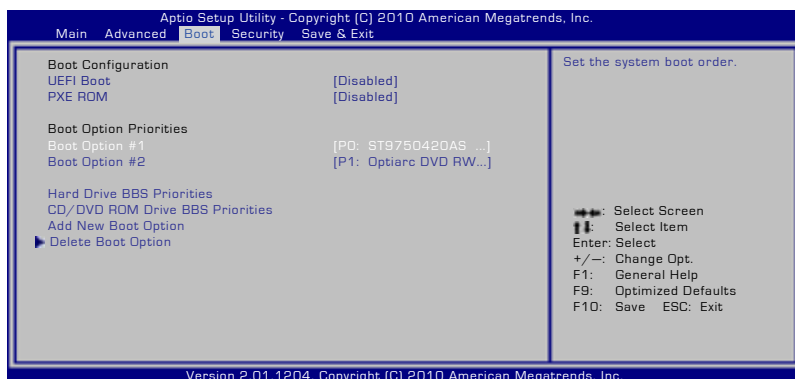 Aptio Setup Utility - Copyright (C) 2010 American Megatrends, Inc.
Main Advanced Boot Security Save & Exit
Boot Configuration
UEFI Boot [Disabled]
PXE ROM [Disabled]
Boot Option Priorities
Boot Option #1 [P0: ST9750420AS ...]
Boot Option #2 [P1: Optiarc DVD RW...]
Hard Drive BBS Priorities
CD/DVD ROM Drive BBS Priorities
Add New Boot Option
Delete Boot Option
Set the system boot order.
→←: Select Screen
↑↓: Select Item
Enter: Select
+/—: Change Opt.
F1: General Help
F9: Optimized Defaults
F10: Save ESC: Exit
Version 2.01.1204. Copyright (C) 2010 American Megatrends, Inc.